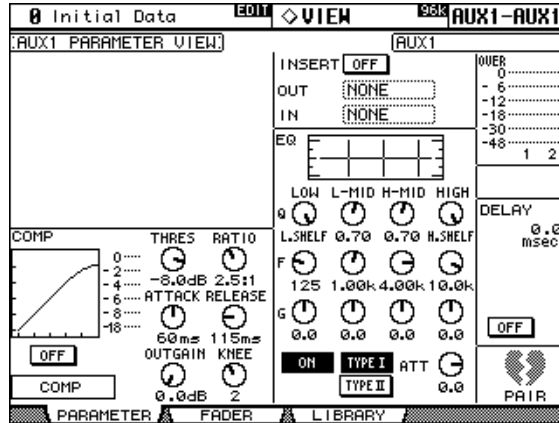 0 Initial Data EDIT ◇VIEW 96k AUX1-AUX1
AUX1 PARAMETER VIEW AUX1
INSERT OFF
OUT NONE
IN NONE
OVER
0
-6
-12
-18
-30
-48
1 2
EQ
LOW L-MID H-MID HIGH
Q
L.SHELF 0.70 0.70 H.SHELF
F
125 1.00k 4.00k 10.0k
G
0.0 0.0 0.0 0.0
ON TYPE I ATT
TYPE II 0.0
DELAY
0.0
msec
OFF
PAIR
COMP
THRES RATIO
-8.0dB 2.5:1
ATTACK RELEASE
60ms 115ms
OUTGAIN KNEE
0.0dB 2
0
-2
-4
-6
-8
-18
OFF
COMP
PARAMETER FADER LIBRARY